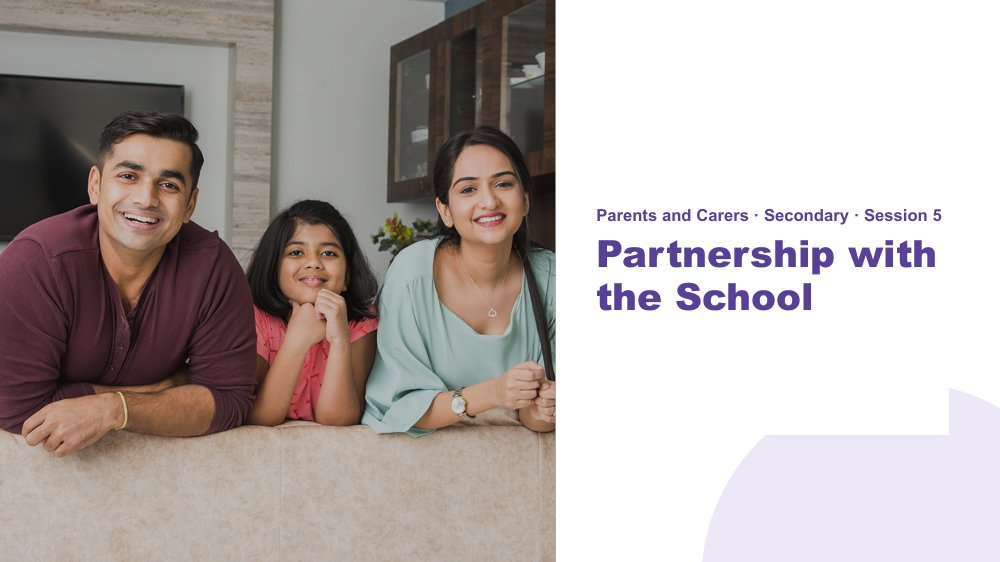 Parents and Carers · Secondary · Session 5
Partnership with
the School